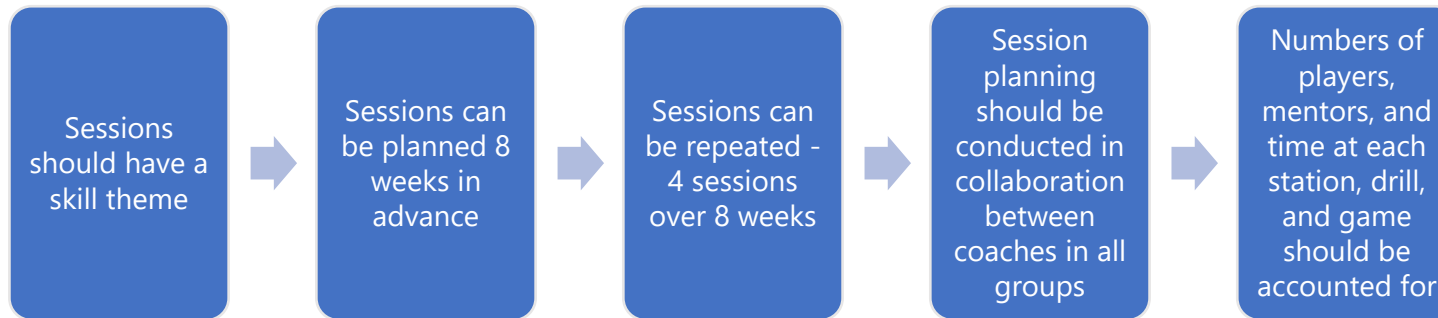 Sessions
should have a
skill theme
Sessions can
be planned 8
weeks in
advance
Sessions can
be repeated -
4 sessions
over 8 weeks
Session
planning
should be
conducted in
collaboration
between
coaches in all
groups
Numbers of
players,
mentors, and
time at each
station, drill,
and game
should be
accounted for